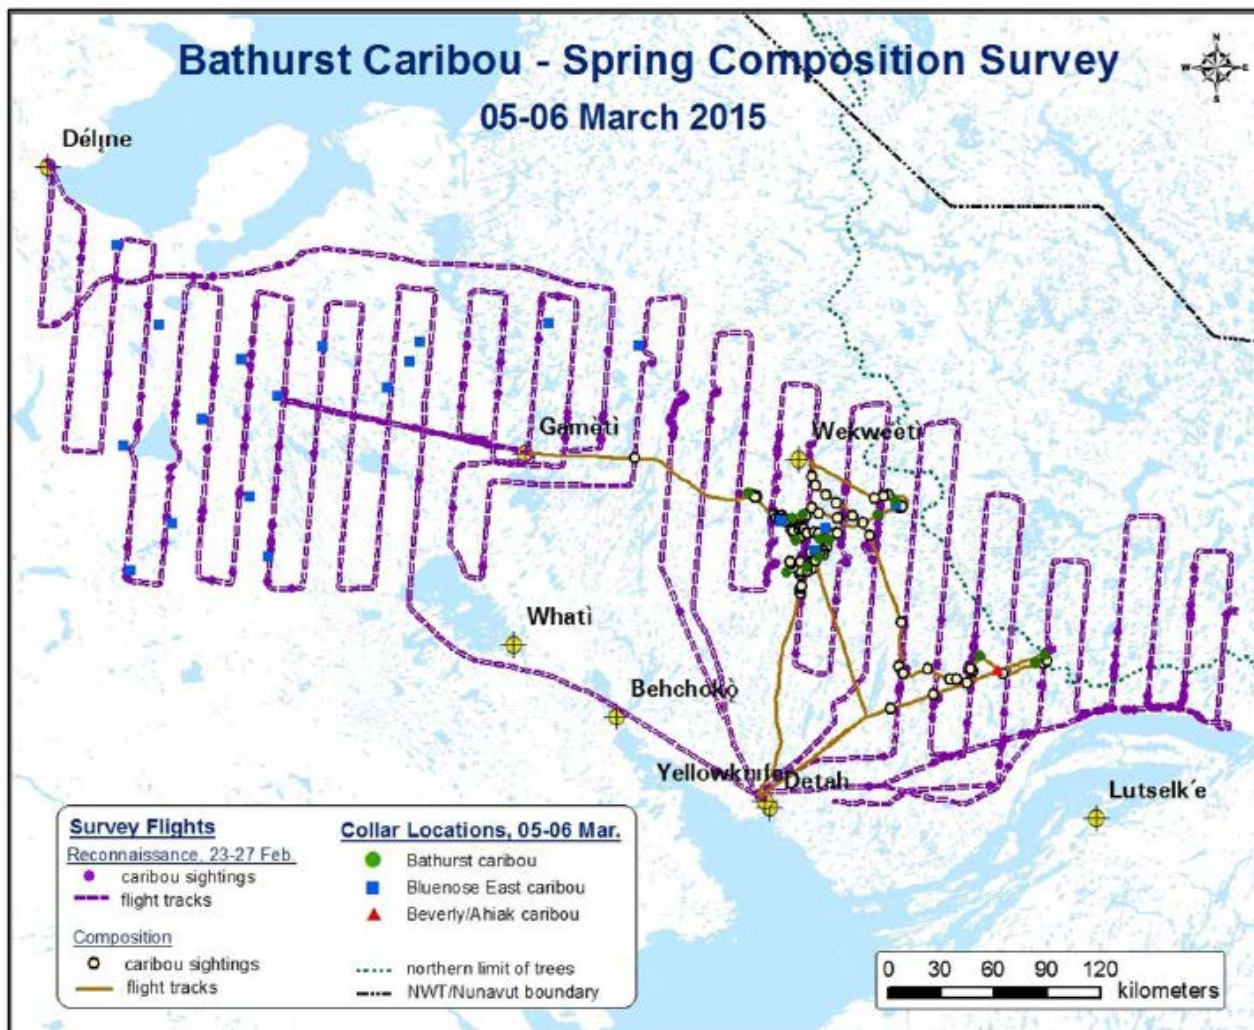 Bathurst Caribou - Spring Composition Survey
05-06 March 2015
N
W E
S
Délı̨ne
Gamètì
Wekweètì
Whatì
Behchokǫ̀
Yellowknife
Detah
Lutselk'e
Survey Flights
Reconnaissance, 23-27 Feb.
caribou sightings
flight tracks
Composition
caribou sightings
flight tracks
Collar Locations, 05-06 Mar.
Bathurst caribou
Bluenose East caribou
Beverly/Ahiak caribou
northern limit of trees
NWT/Nunavut boundary
0 30 60 90 120
kilometers